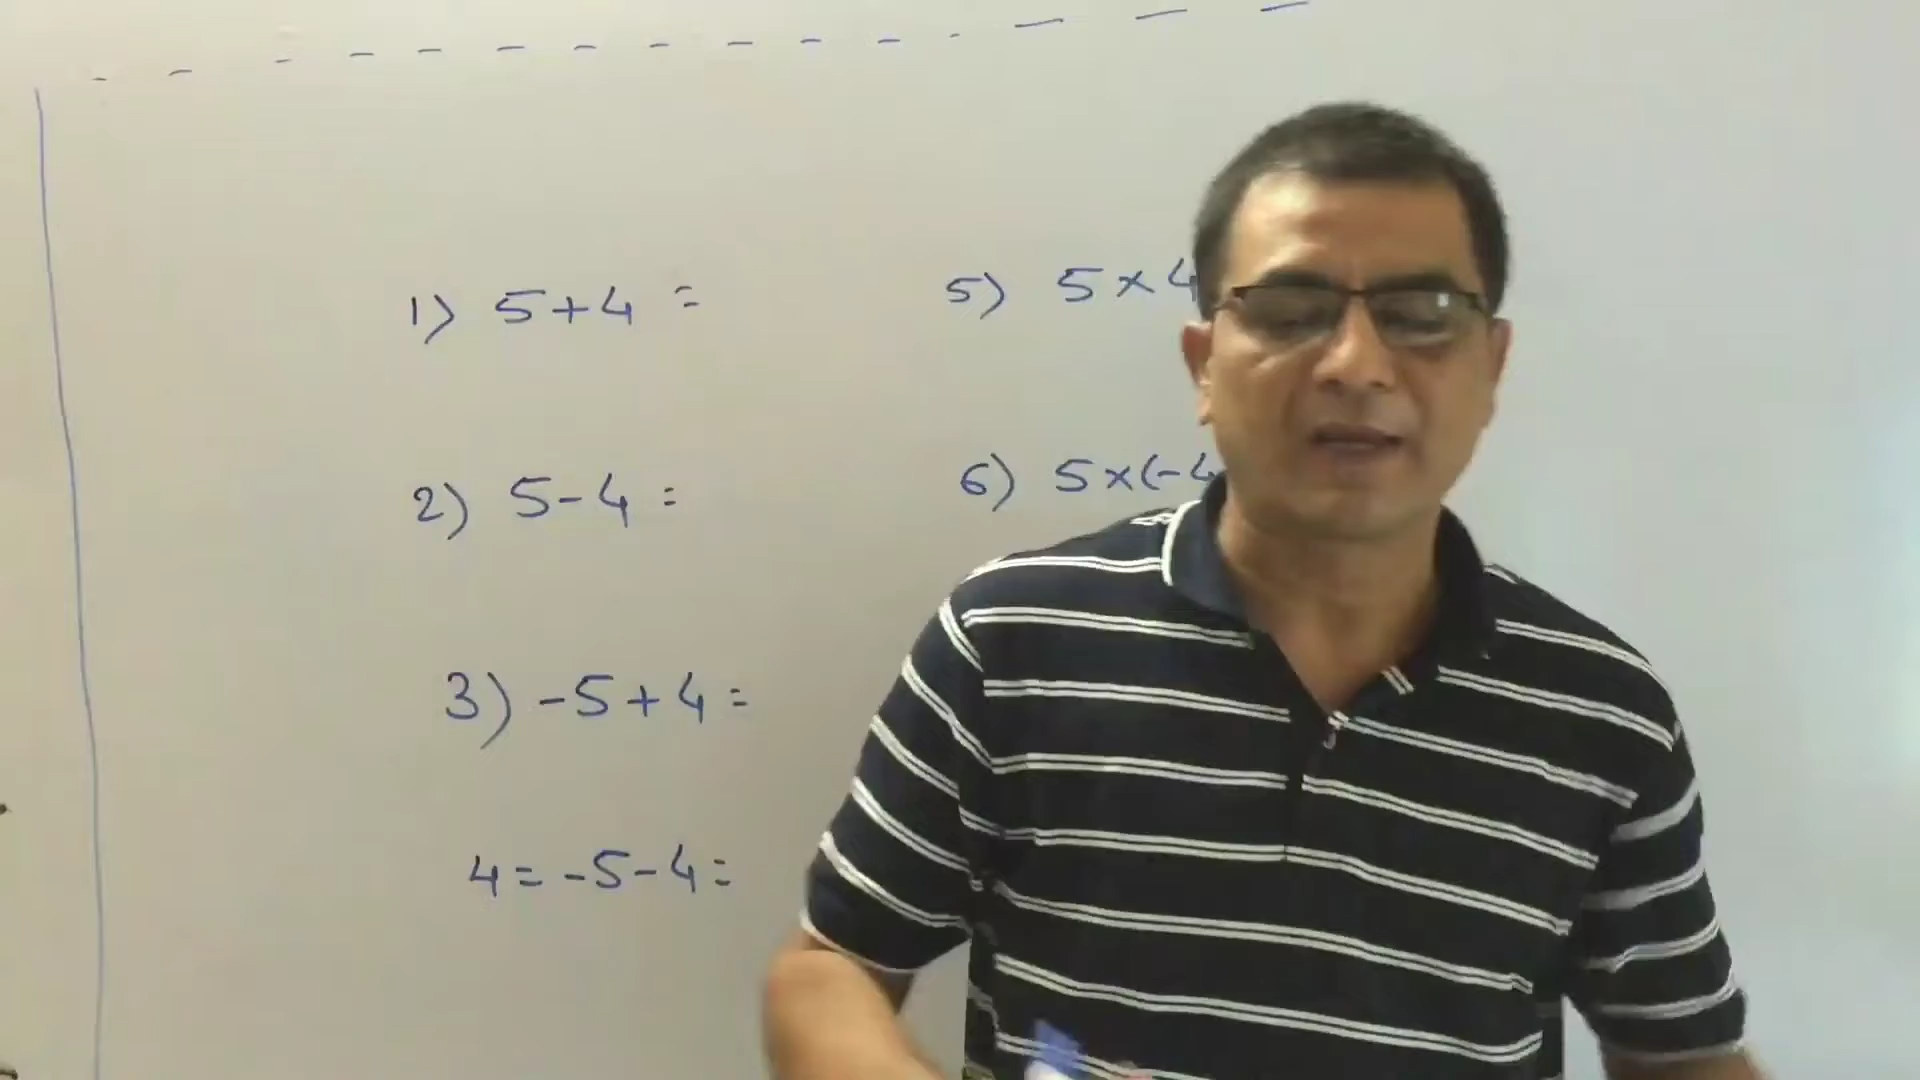 1) 5+4 =
2) 5-4 =
3) -5+4 =
4= -5-4=
5) 5×4
6) 5×(-4